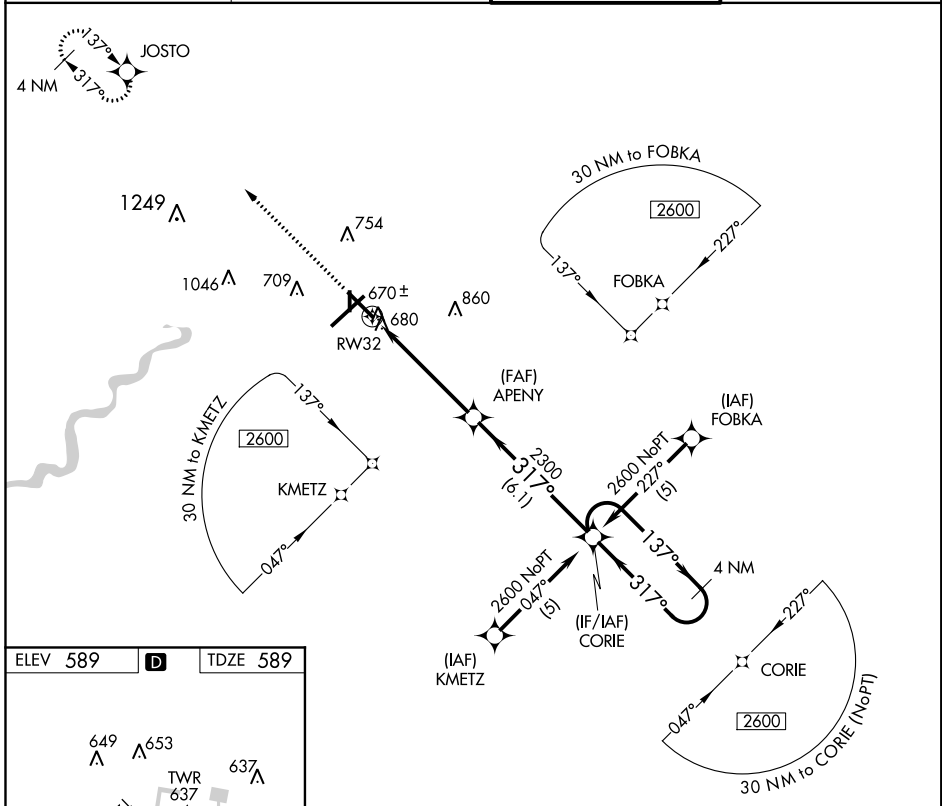 137°
JOSTO
317°
4 NM
30 NM to FOBKA
2600
227°
137°
FOBKA
1249
754
1046
709
670 ±
680
860
RW32
(FAF)
APENY
(IAF)
FOBKA
30 NM to KMETZ
137°
2600
KMETZ
047°
2300
317°
(6.1)
2600 NoPT
227°
(5)
137°
4 NM
317°
2600 NoPT
047°
(5)
(IF/IAF)
CORIE
(IAF)
KMETZ
227°
CORIE
047°
2600
30 NM to CORIE (NoPT)
ELEV 589
D
TDZE 589
649
653
TWR
637
637